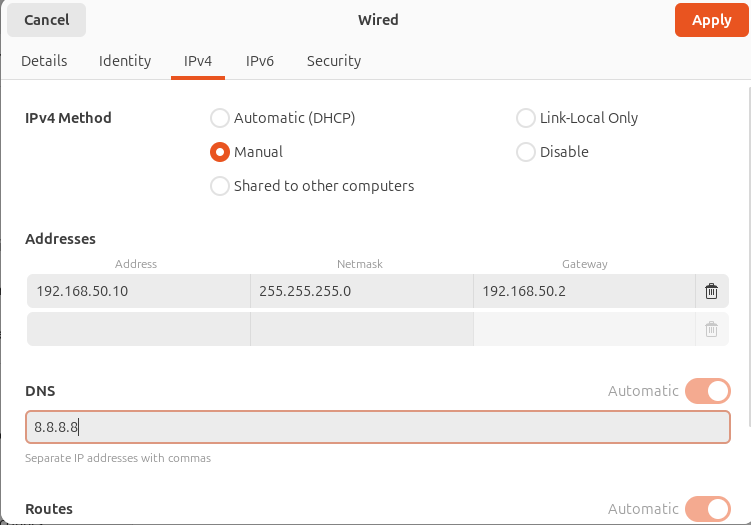 Cancel Wired Apply
Details Identity IPv4 IPv6 Security
IPv4 Method Automatic (DHCP) Link-Local Only
Manual Disable
Shared to other computers
Addresses
Address Netmask Gateway
192.168.50.10 255.255.255.0 192.168.50.2
DNS Automatic
8.8.8.8
Separate IP addresses with commas
Routes Automatic